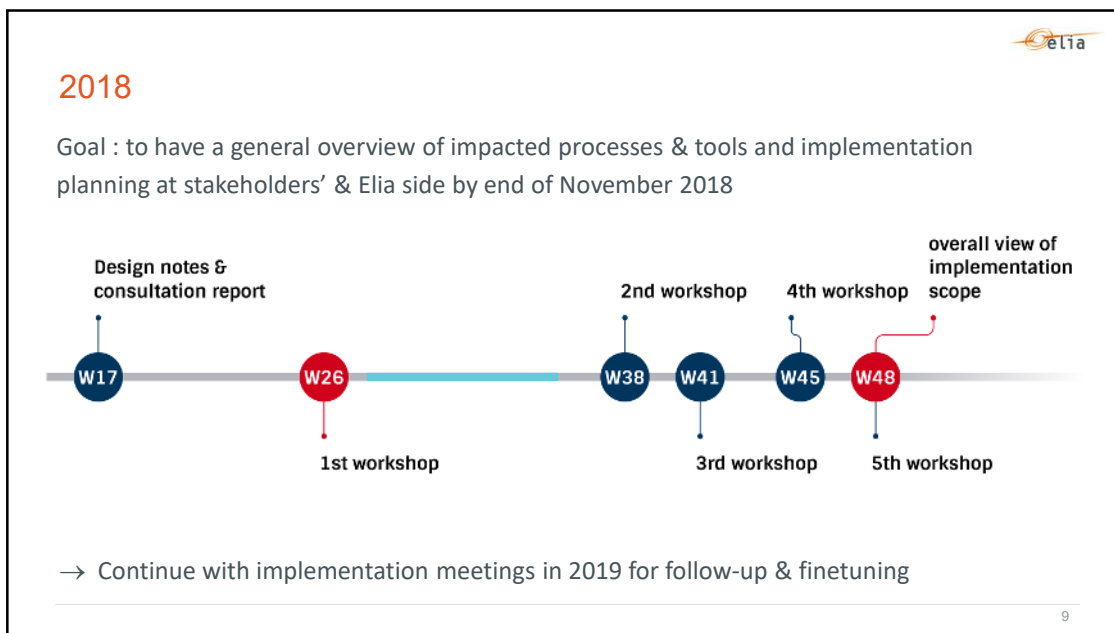 elia
2018
Goal : to have a general overview of impacted processes & tools and implementation
planning at stakeholders’ & Elia side by end of November 2018
Design notes &
consultation report
2nd workshop
4th workshop
overall view of
implementation
scope
W17
W26
W38
W41
W45
W48
1st workshop
3rd workshop
5th workshop
→ Continue with implementation meetings in 2019 for follow-up & finetuning
9